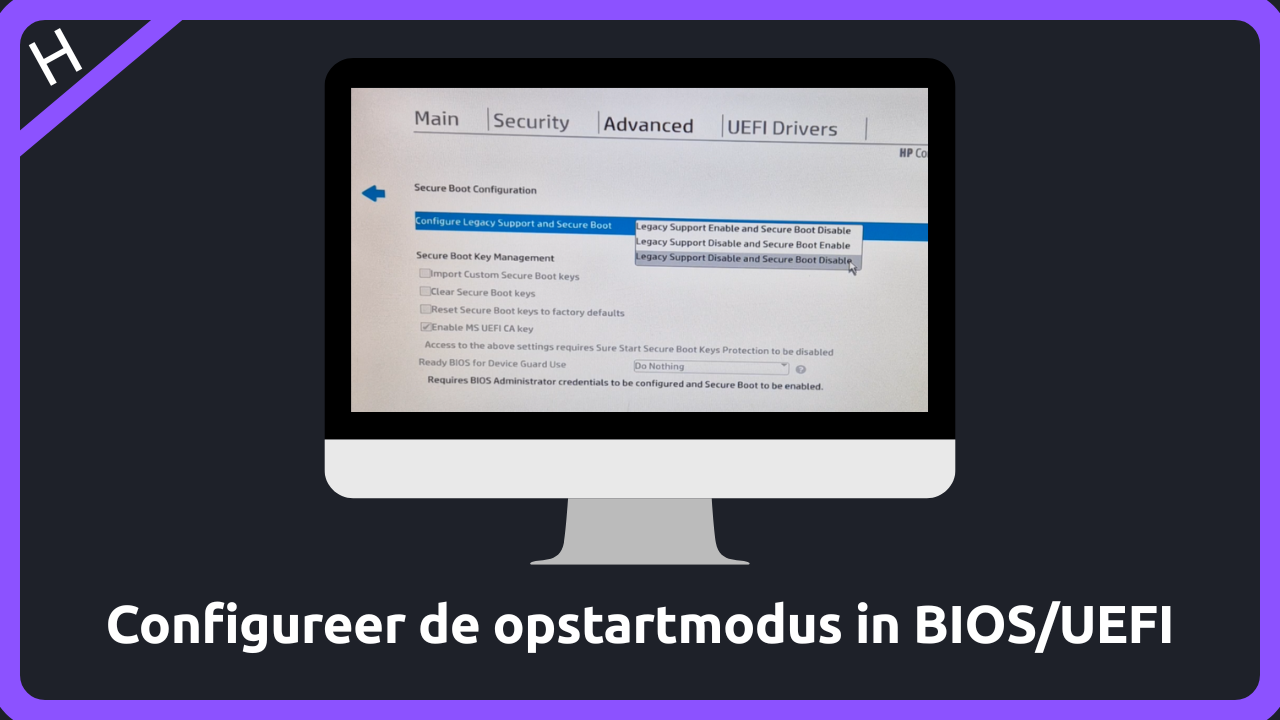 H
Main
Security
Advanced
UEFI Drivers
HP Co
Secure Boot Configuration
Configure Legacy Support and Secure Boot
Legacy Support Enable and Secure Boot Disable
Legacy Support Disable and Secure Boot Enable
Legacy Support Disable and Secure Boot Disable
Secure Boot Key Management
Import Custom Secure Boot keys
Clear Secure Boot keys
Reset Secure Boot keys to factory defaults
Enable MS UEFI CA key
Access to the above settings requires Sure Start Secure Boot Keys Protection to be disabled
Ready BIOS for Device Guard Use
Do Nothing
Requires BIOS Administrator credentials to be configured and Secure Boot to be enabled.
Configureer de opstartmodus in BIOS/UEFI